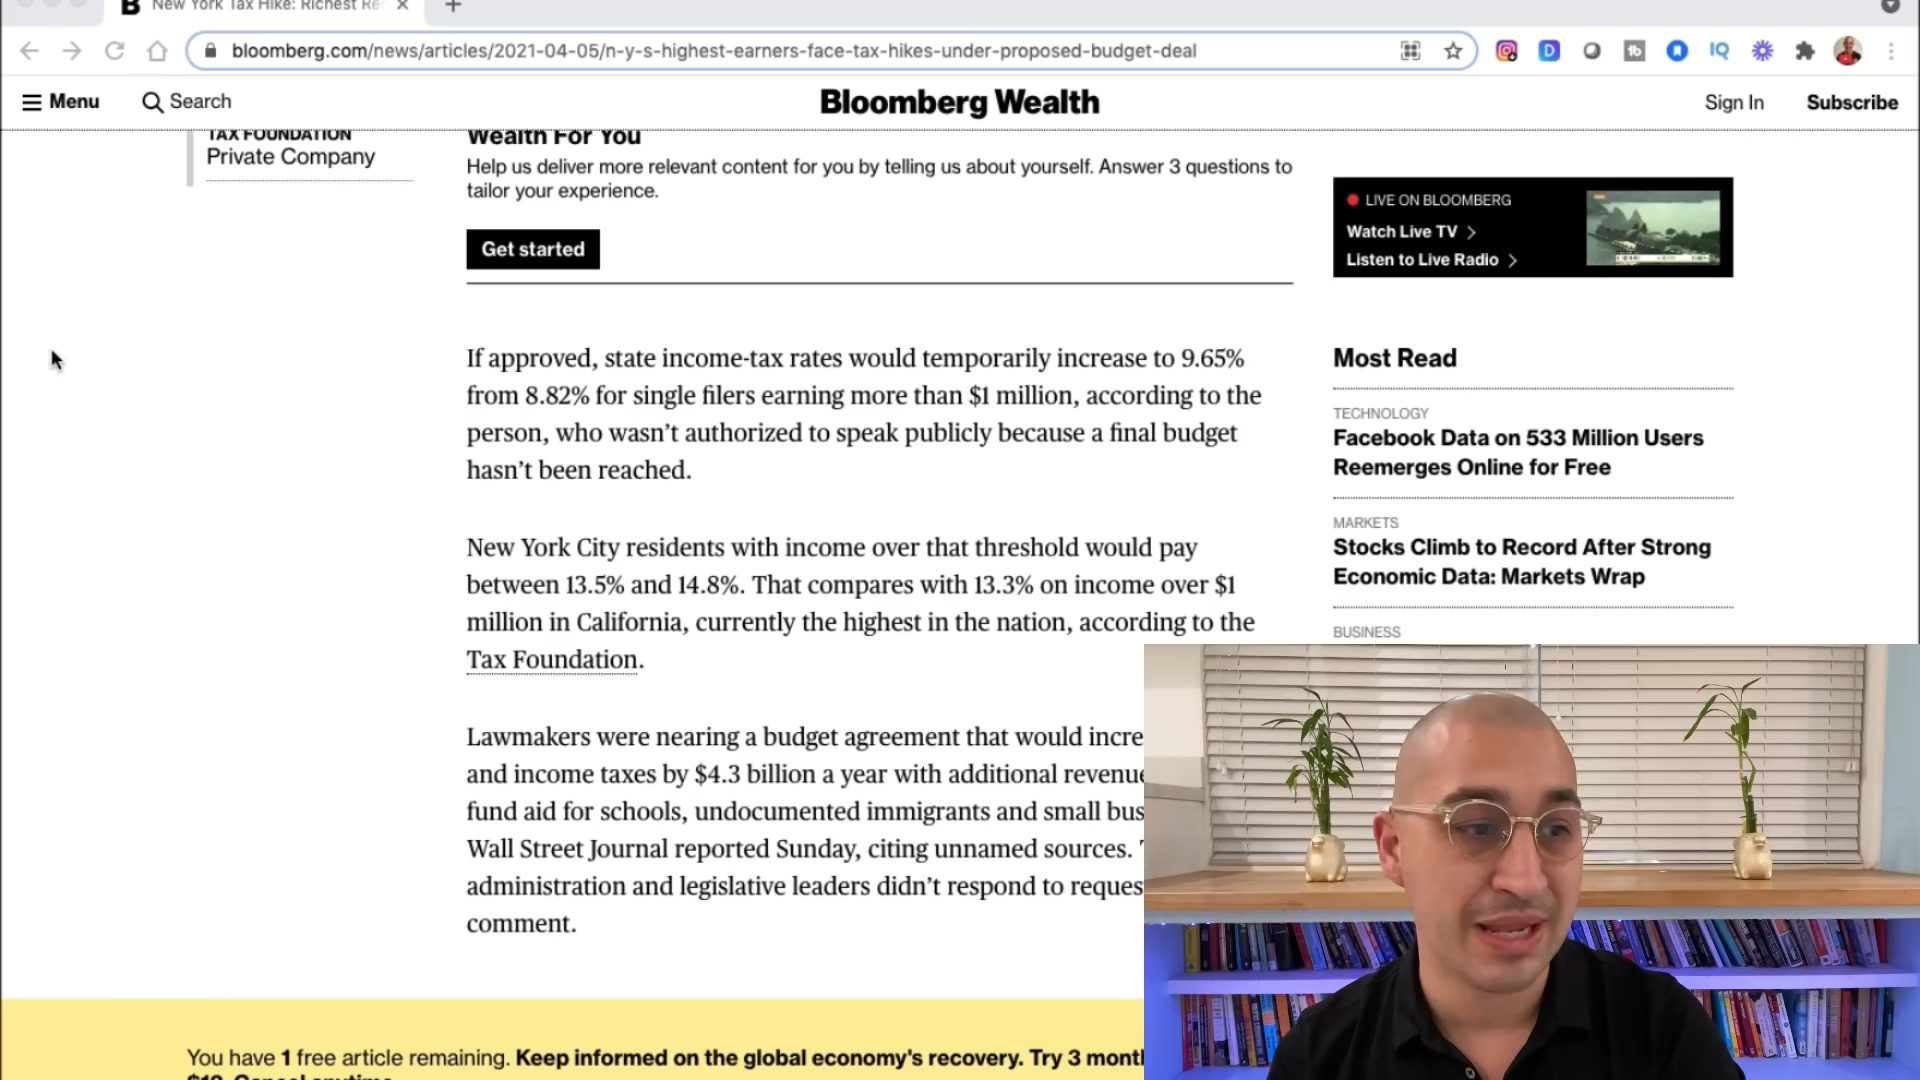 New York Tax Hike: Richest Re
bloomberg.com/news/articles/2021-04-05/n-y-s-highest-earners-face-tax-hikes-under-proposed-budget-deal
Menu
Search
Bloomberg Wealth
Sign In
Subscribe
TAX FOUNDATION
Private Company
Wealth For You
Help us deliver more relevant content for you by telling us about yourself. Answer 3 questions to
tailor your experience.
Get started
LIVE ON BLOOMBERG
Watch Live TV
Listen to Live Radio
If approved, state income-tax rates would temporarily increase to 9.65%
from 8.82% for single filers earning more than $1 million, according to the
person, who wasn't authorized to speak publicly because a final budget
hasn't been reached.
New York City residents with income over that threshold would pay
between 13.5% and 14.8%. That compares with 13.3% on income over $1
million in California, currently the highest in the nation, according to the
Tax Foundation.
Lawmakers were nearing a budget agreement that would incre
and income taxes by $4.3 billion a year with additional revenue
fund aid for schools, undocumented immigrants and small bus
Wall Street Journal reported Sunday, citing unnamed sources.
administration and legislative leaders didn't respond to reques
comment.
Most Read
TECHNOLOGY
Facebook Data on 533 Million Users
Reemerges Online for Free
MARKETS
Stocks Climb to Record After Strong
Economic Data: Markets Wrap
BUSINESS
You have 1 free article remaining. Keep informed on the global economy's recovery. Try 3 month
$10. Cancel anytime.